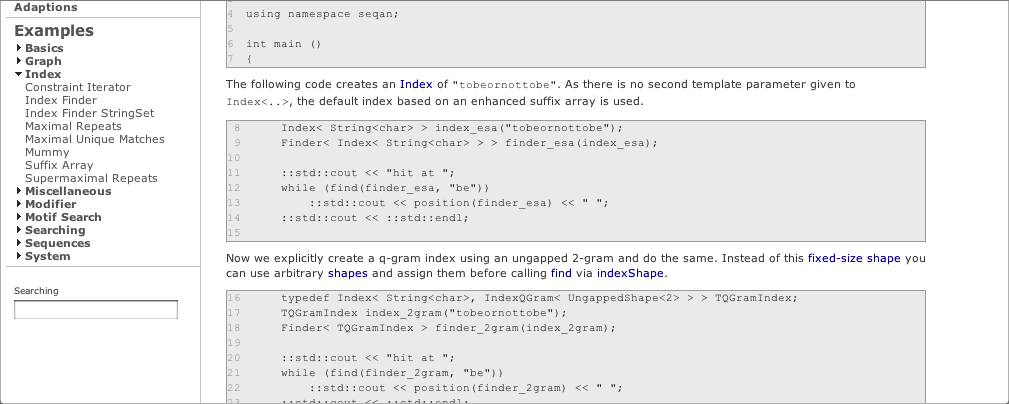 Adaptions
Examples
Basics
Graph
Index
Constraint Iterator
Index Finder
Index Finder StringSet
Maximal Repeats
Maximal Unique Matches
Mummy
Suffix Array
Supermaximal Repeats
Miscellaneous
Modifier
Motif Search
Searching
Sequences
System
Searching
4 using namespace seqan;
5
6 int main ()
7 {
The following code creates an Index of "tobeornottobe". As there is no second template parameter given to
Index<..>, the default index based on an enhanced suffix array is used.
8 Index< String<char> > index_esa("tobeornottobe");
9 Finder< Index< String<char> > > finder_esa(index_esa);
10
11 ::std::cout << "hit at ";
12 while (find(finder_esa, "be"))
13 ::std::cout << position(finder_esa) << " ";
14 ::std::cout << ::std::endl;
15
Now we explicitly create a q-gram index using an ungapped 2-gram and do the same. Instead of this fixed-size shape you
can use arbitrary shapes and assign them before calling find via indexShape.
16 typedef Index< String<char>, IndexQGram< UngappedShape<2> > > TQGramIndex;
17 TQGramIndex index_2gram("tobeornottobe");
18 Finder< TQGramIndex > finder_2gram(index_2gram);
19
20 ::std::cout << "hit at ";
21 while (find(finder_2gram, "be"))
22 ::std::cout << position(finder_2gram) << " ";
23 ::std::cout << ::std::endl;